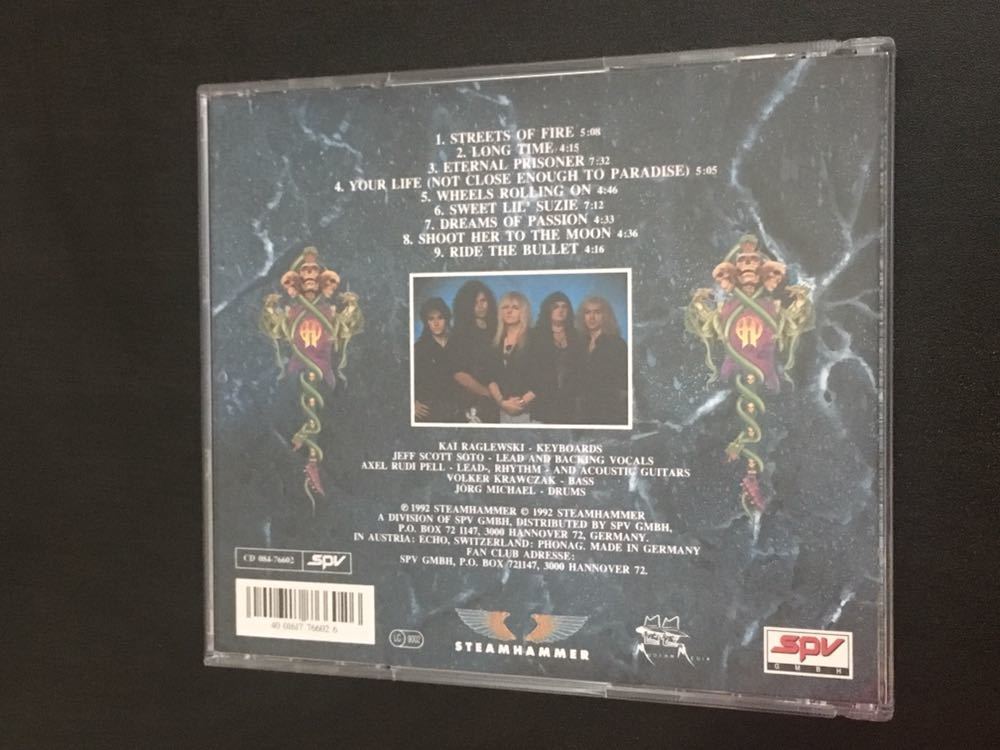 1. STREETS OF FIRE 5:08
2. LONG TIME 4:15
3. ETERNAL PRISONER 7:32
4. YOUR LIFE (NOT CLOSE ENOUGH TO PARADISE) 5:05
5. WHEELS ROLLING ON 4:46
6. SWEET LIL' SUZIE 7:12
7. DREAMS OF PASSION 4:33
8. SHOOT HER TO THE MOON 4:36
9. RIDE THE BULLET 4:16
KAI RAGLEWSKI - KEYBOARDS
JEFF SCOTT SOTO - LEAD AND BACKING VOCALS
AXEL RUDI PELL - LEAD-, RHYTHM - AND ACOUSTIC GUITARS
VOLKER KRAWCZAK - BASS
JÖRG MICHAEL - DRUMS
℗ 1992 STEAMHAMMER © 1992 STEAMHAMMER
A DIVISION OF SPV GMBH, DISTRIBUTED BY SPV GMBH,
P.O. BOX 72 1147, 3000 HANNOVER 72, GERMANY.
IN AUSTRIA: ECHO, SWITZERLAND: PHONAG. MADE IN GERMANY
FAN CLUB ADRESSE:
SPV GMBH, P.O. BOX 721147, 3000 HANNOVER 72.
CD 084-76602 SPV
40 01617 76602 6
LC 9002
STEAMHAMMER
SPV
GMBH